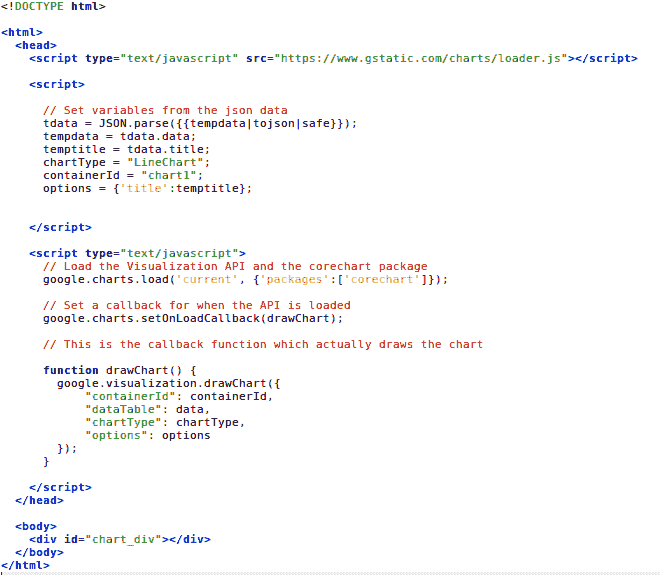 <!DOCTYPE html>
<html>
<head>
<script type="text/javascript" src="https://www.gstatic.com/charts/loader.js"></script>
<script>
// Set variables from the json data
tdata = JSON.parse({{tempdata|tojson|safe}});
tempdata = tdata.data;
temptitle = tdata.title;
chartType = "LineChart";
containerId = "chart1";
options = {'title':temptitle};
</script>
<script type="text/javascript">
// Load the Visualization API and the corechart package
google.charts.load('current', {'packages':['corechart']});
// Set a callback for when the API is loaded
google.charts.setOnLoadCallback(drawChart);
// This is the callback function which actually draws the chart
function drawChart() {
google.visualization.drawChart({
"containerId": containerId,
"dataTable": data,
"chartType": chartType,
"options": options
});
}
</script>
</head>
<body>
<div id="chart_div"></div>
</body>
</html>